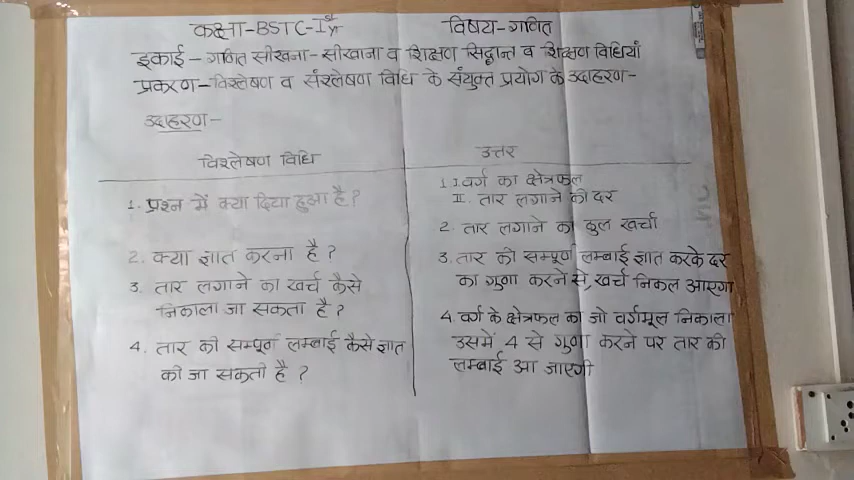 कक्षा-BSTC-Ist yr विषय-गणित
इकाई - गणित सीखना-सीखाना व शिक्षण सिद्धान्त व शिक्षण विधियां
प्रकरण-विश्लेषण व संश्लेषण विधि के संयुक्त प्रयोग के उदाहरण-
उदाहरण-
विश्लेषण विधि
1. प्रश्न में क्या दिया हुआ है?
2. क्या ज्ञात करना है?
3. तार लगाने का खर्च कैसे
निकाला जा सकता है?
4. तार की सम्पूर्ण लम्बाई कैसे ज्ञात
की जा सकती है?
उत्तर
1. I. वर्ग का क्षेत्रफल
II. तार लगाने की दर
2. तार लगाने का कुल खर्चा
3. तार की सम्पूर्ण लम्बाई ज्ञात करके दर
का गुणा करने से, खर्च निकल आएगा
4. वर्ग के क्षेत्रफल का जो वर्गमूल निकाला
उसमें 4 से गुणा करने पर तार की
लम्बाई आ जाएगी